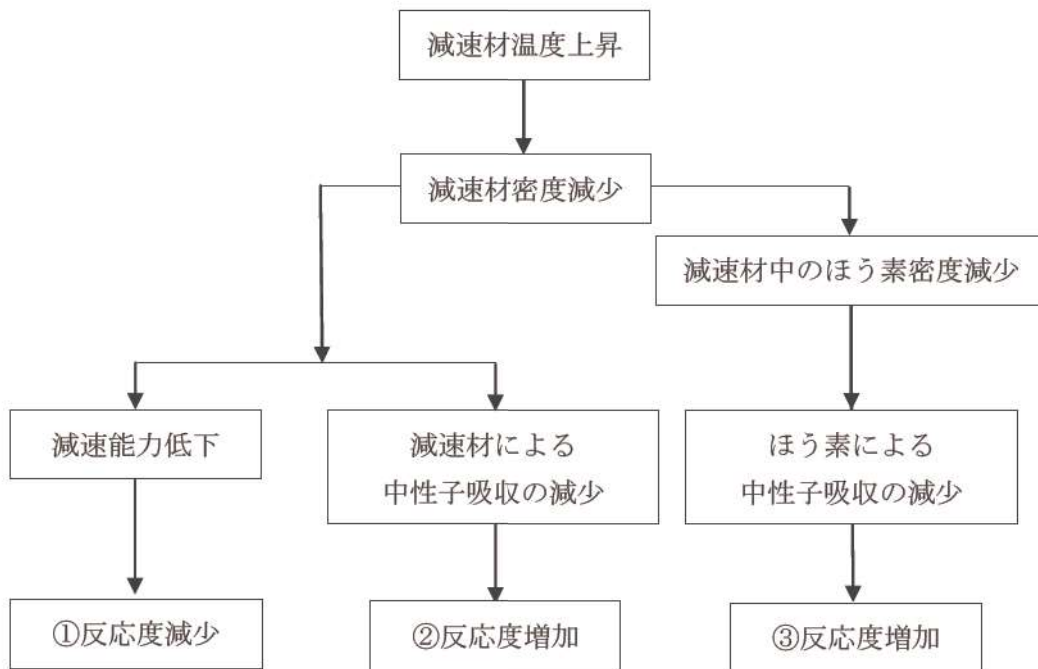 減速材温度上昇
減速材密度減少
減速材中のほう素密度減少
減速能力低下
減速材による
中性子吸収の減少
ほう素による
中性子吸収の減少
①反応度減少
②反応度増加
③反応度増加